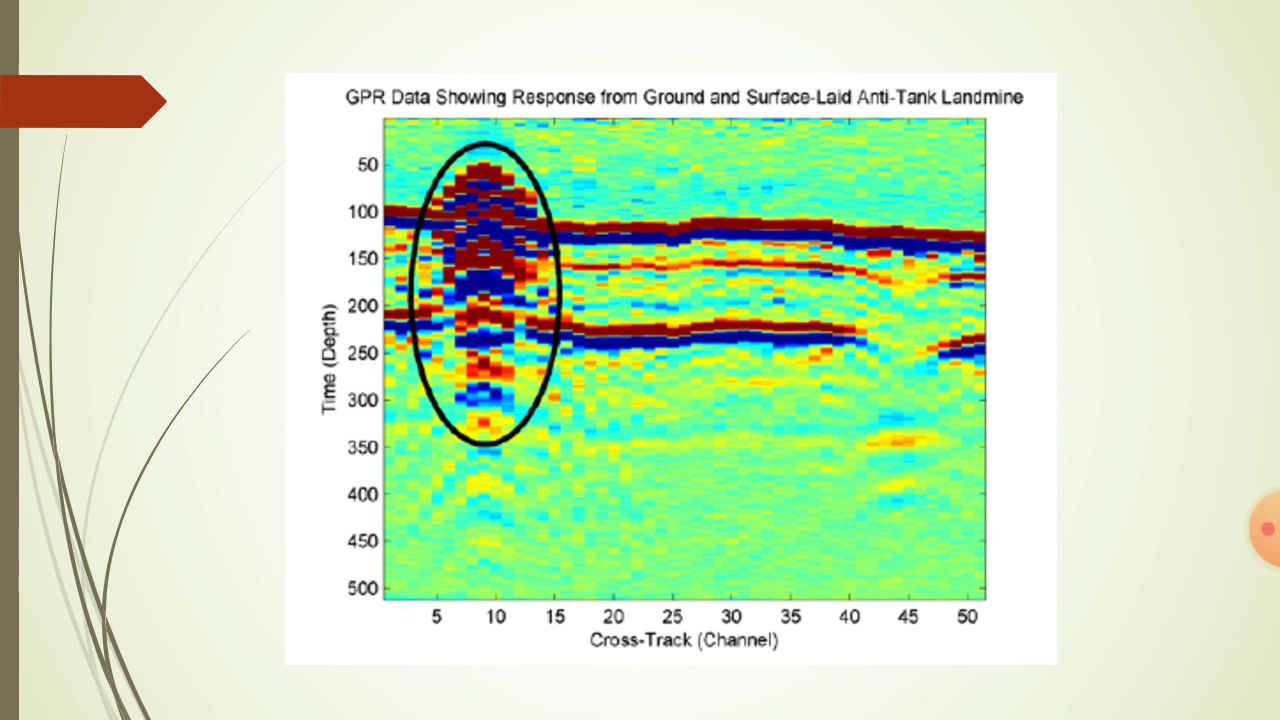 GPR Data Showing Response from Ground and Surface-Laid Anti-Tank Landmine
50
100
150
200
250
300
350
400
450
500
Time (Depth)
5 10 15 20 25 30 35 40 45 50
Cross-Track (Channel)